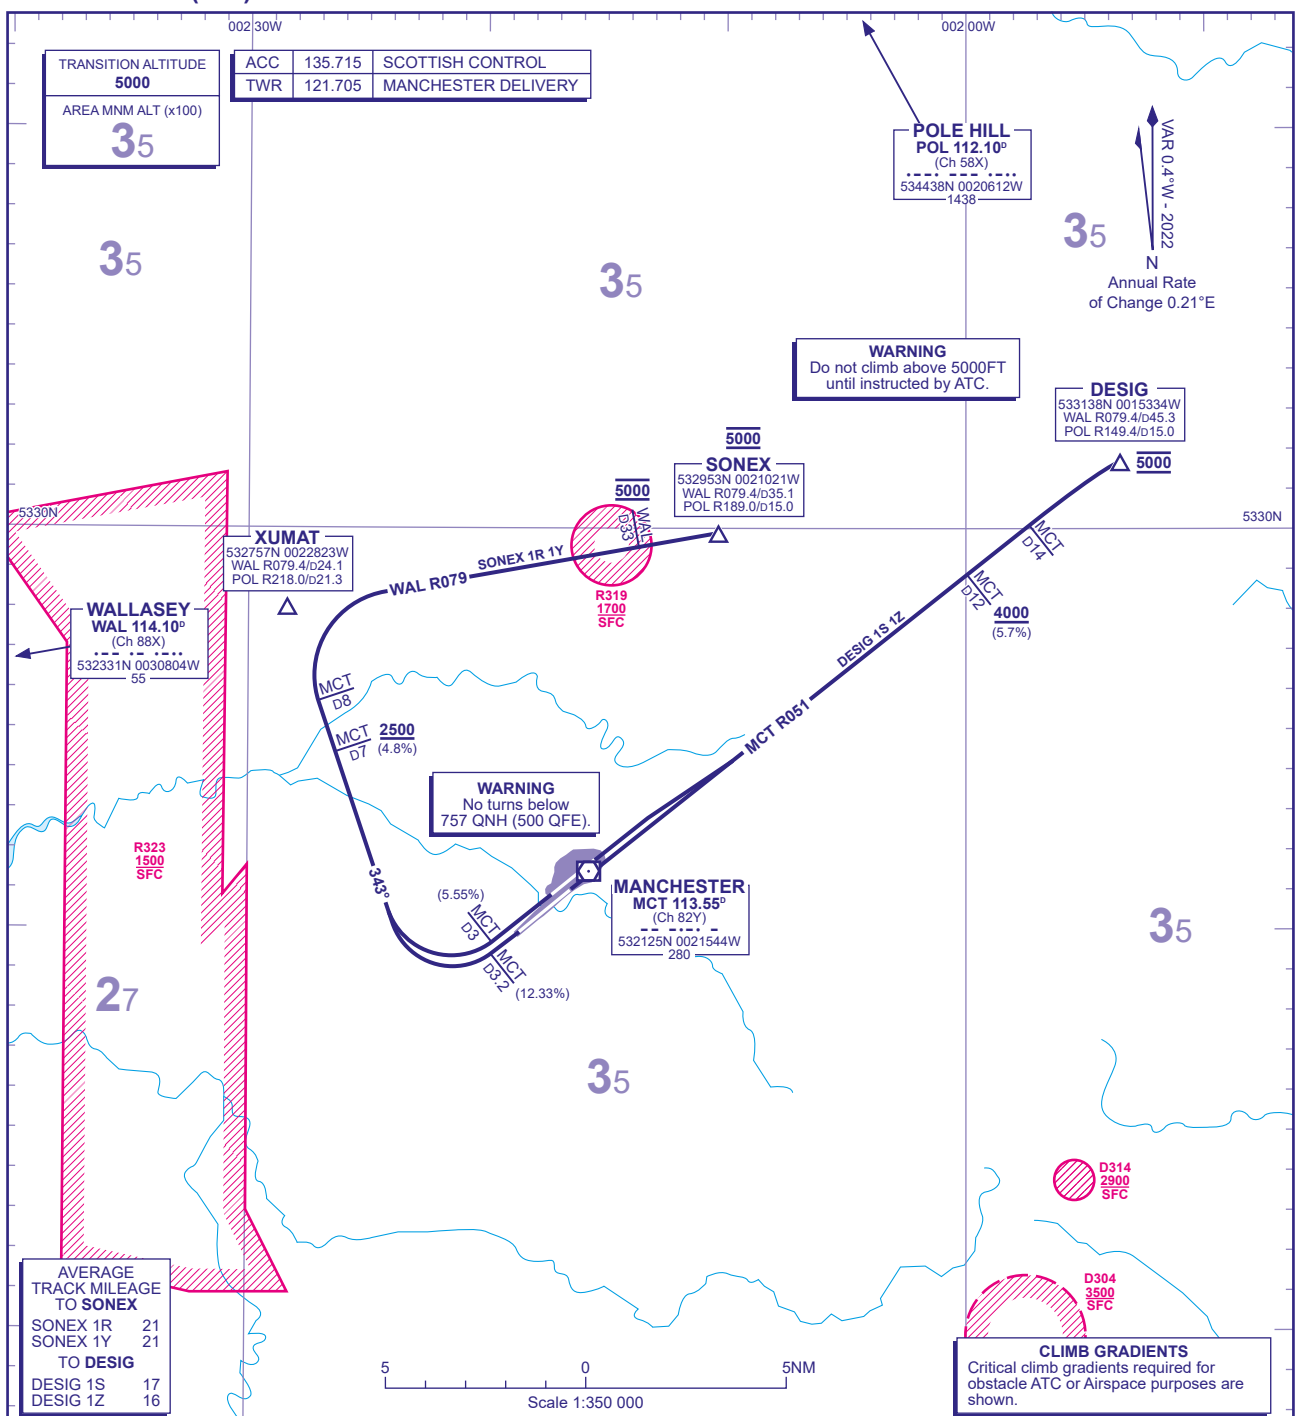 002 30W
002 00W
TRANSITION ALTITUDE
5000
AREA MNM ALT (x100)
35
ACC 135.715 SCOTTISH CONTROL
TWR 121.705 MANCHESTER DELIVERY
POLE HILL
POL 112.10D
(Ch 58X)
534438N 0020612W
1438
VAR 0.4°W - 2022
N
Annual Rate
of Change 0.21°E
35
35
35
WARNING
Do not climb above 5000FT
until instructed by ATC.
DESIG
533138N 0015334W
WAL R079.4/D45.3
POL R149.4/D15.0
5000
5000
SONEX
532953N 0021021W
WAL R079.4/D35.1
POL R189.0/D15.0
5000
WAL
D33
5330N
5330N
XUMAT
532757N 0022823W
WAL R079.4/D24.1
POL R218.0/D21.3
SONEX 1R 1Y
WAL R079
R319
1700
SFC
MCT
D14
MCT
D12
4000
(5.7%)
WALLASEY
WAL 114.10D
(Ch 88X)
532331N 0030804W
55
DESIG 1S 1Z
MCT R051
MCT
D8
MCT
D7
2500
(4.8%)
WARNING
No turns below
757 QNH (500 QFE).
R323
1500
SFC
343°
(5.55%)
MCT
D3
MCT
D3.2
(12.33%)
MANCHESTER
MCT 113.55D
(Ch 82Y)
532125N 0021544W
280
35
27
35
D314
2900
SFC
D304
3500
SFC
AVERAGE
TRACK MILEAGE
TO SONEX
SONEX 1R 21
SONEX 1Y 21
TO DESIG
DESIG 1S 17
DESIG 1Z 16
5 0 5NM
Scale 1:350 000
CLIMB GRADIENTS
Critical climb gradients required for
obstacle ATC or Airspace purposes are
shown.